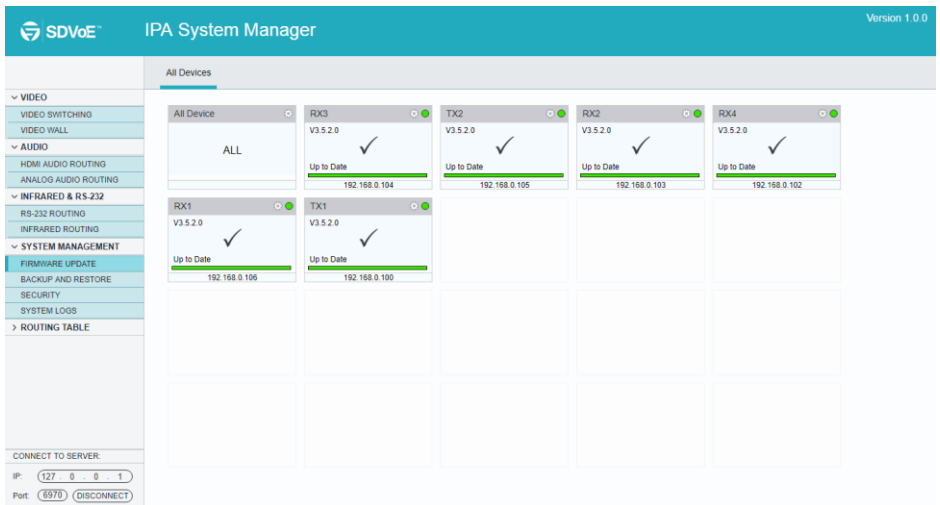 Version 1.0.0
SDVoE™
IPA System Manager
All Devices
VIDEO
VIDEO SWITCHING
VIDEO WALL
AUDIO
HDMI AUDIO ROUTING
ANALOG AUDIO ROUTING
INFRARED & RS-232
RS-232 ROUTING
INFRARED ROUTING
SYSTEM MANAGEMENT
FIRMWARE UPDATE
BACKUP AND RESTORE
SECURITY
SYSTEM LOGS
ROUTING TABLE
CONNECT TO SERVER:
IP: 127 . 0 . 0 . 1
Port: 6970 DISCONNECT
All Device
ALL
RX3
V3.5.2.0
Up to Date
192.168.0.104
TX2
V3.5.2.0
Up to Date
192.168.0.105
RX2
V3.5.2.0
Up to Date
192.168.0.103
RX4
V3.5.2.0
Up to Date
192.168.0.102
RX1
V3.5.2.0
Up to Date
192.168.0.106
TX1
V3.5.2.0
Up to Date
192.168.0.100